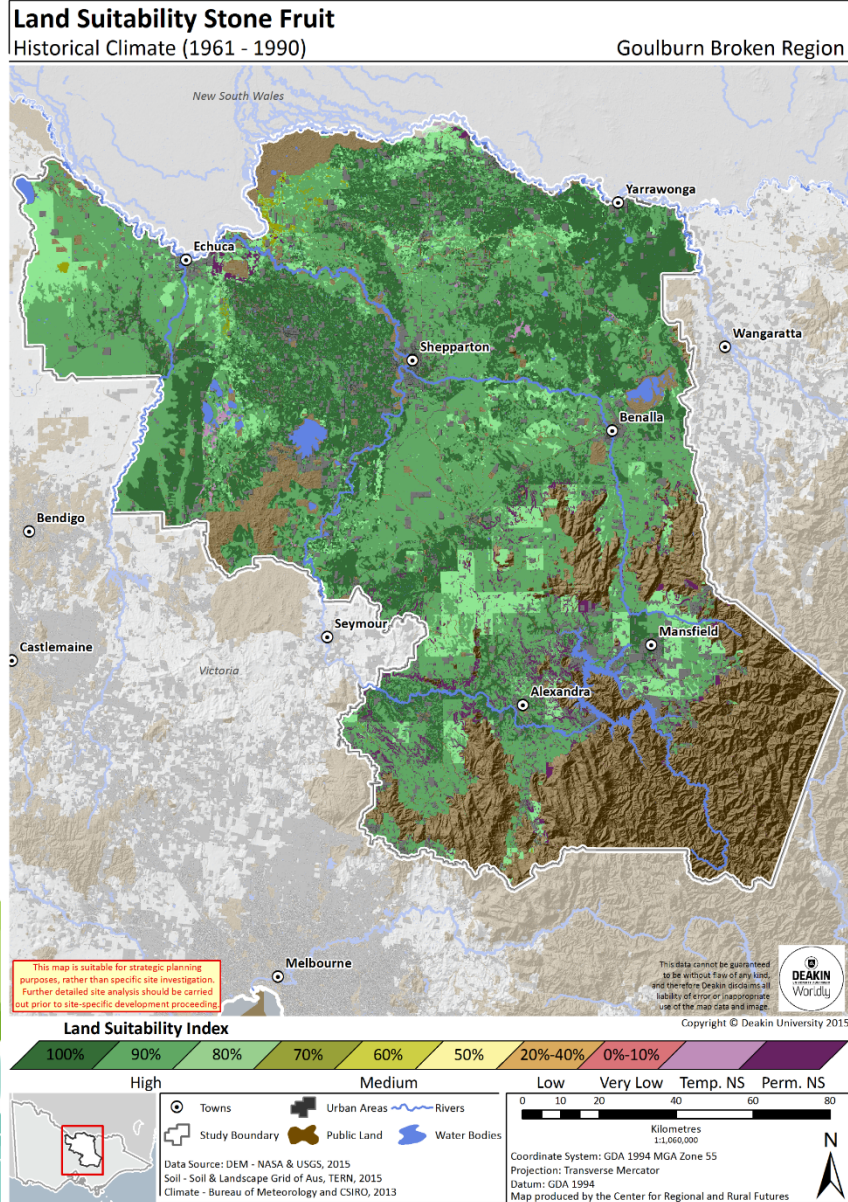 Land Suitability Stone Fruit
Historical Climate (1961 - 1990)
Goulburn Broken Region
New South Wales
Yarrawonga
Echuca
Wangaratta
Shepparton
Benalla
Bendigo
Seymour
Mansfield
Castlemaine
Victoria
Alexandra
Melbourne
This map is suitable for strategic planning
purposes, rather than specific site investigation.
Further detailed site analysis should be carried
out prior to site-specific development proceeding.
This data cannot be guaranteed
to be without flaw of any kind,
and therefore Deakin disclaims all
liability of error or inappropriate
use of the map data and image.
DEAKIN
Worldly
Copyright © Deakin University 2015
Land Suitability Index
100% 90% 80% 70% 60% 50% 20%-40% 0%-10%
High Medium Low Very Low Temp. NS Perm. NS
Towns Urban Areas Rivers
Study Boundary Public Land Water Bodies
Data Source: DEM - NASA & USGS, 2015
Soil - Soil & Landscape Grid of Aus, TERN, 2015
Climate - Bureau of Meteorology and CSIRO, 2013
0 10 20 40 60 80
Kilometres
1:1,060,000
Coordinate System: GDA 1994 MGA Zone 55
Projection: Transverse Mercator
Datum: GDA 1994
Map produced by the Center for Regional and Rural Futures
N